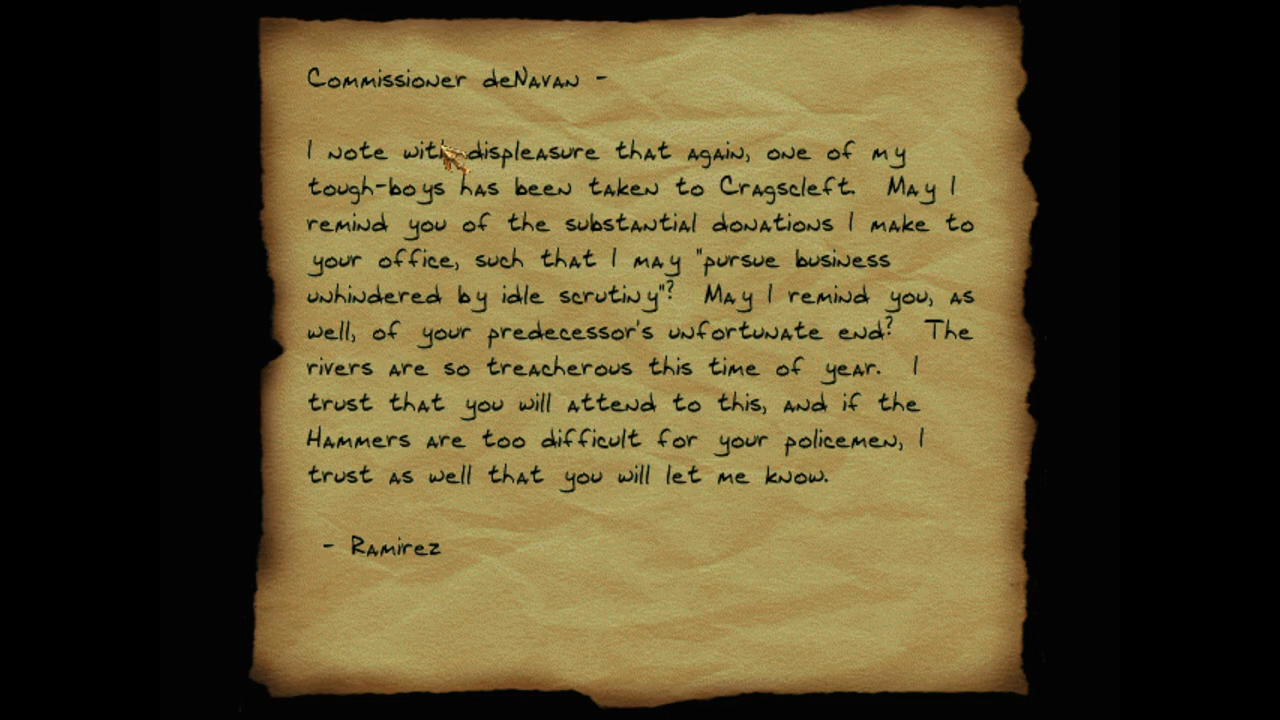 Commissioner deNavan -
I note with displeasure that again, one of my
tough-boys has been taken to Cragscleft.  May I
remind you of the substantial donations I make to
your office, such that I may "pursue business
unhindered by idle scrutiny"?  May I remind you, as
well, of your predecessor's unfortunate end?  The
rivers are so treacherous this time of year.  I
trust that you will attend to this, and if the
Hammers are too difficult for your policemen, I
trust as well that you will let me know.
- Ramirez